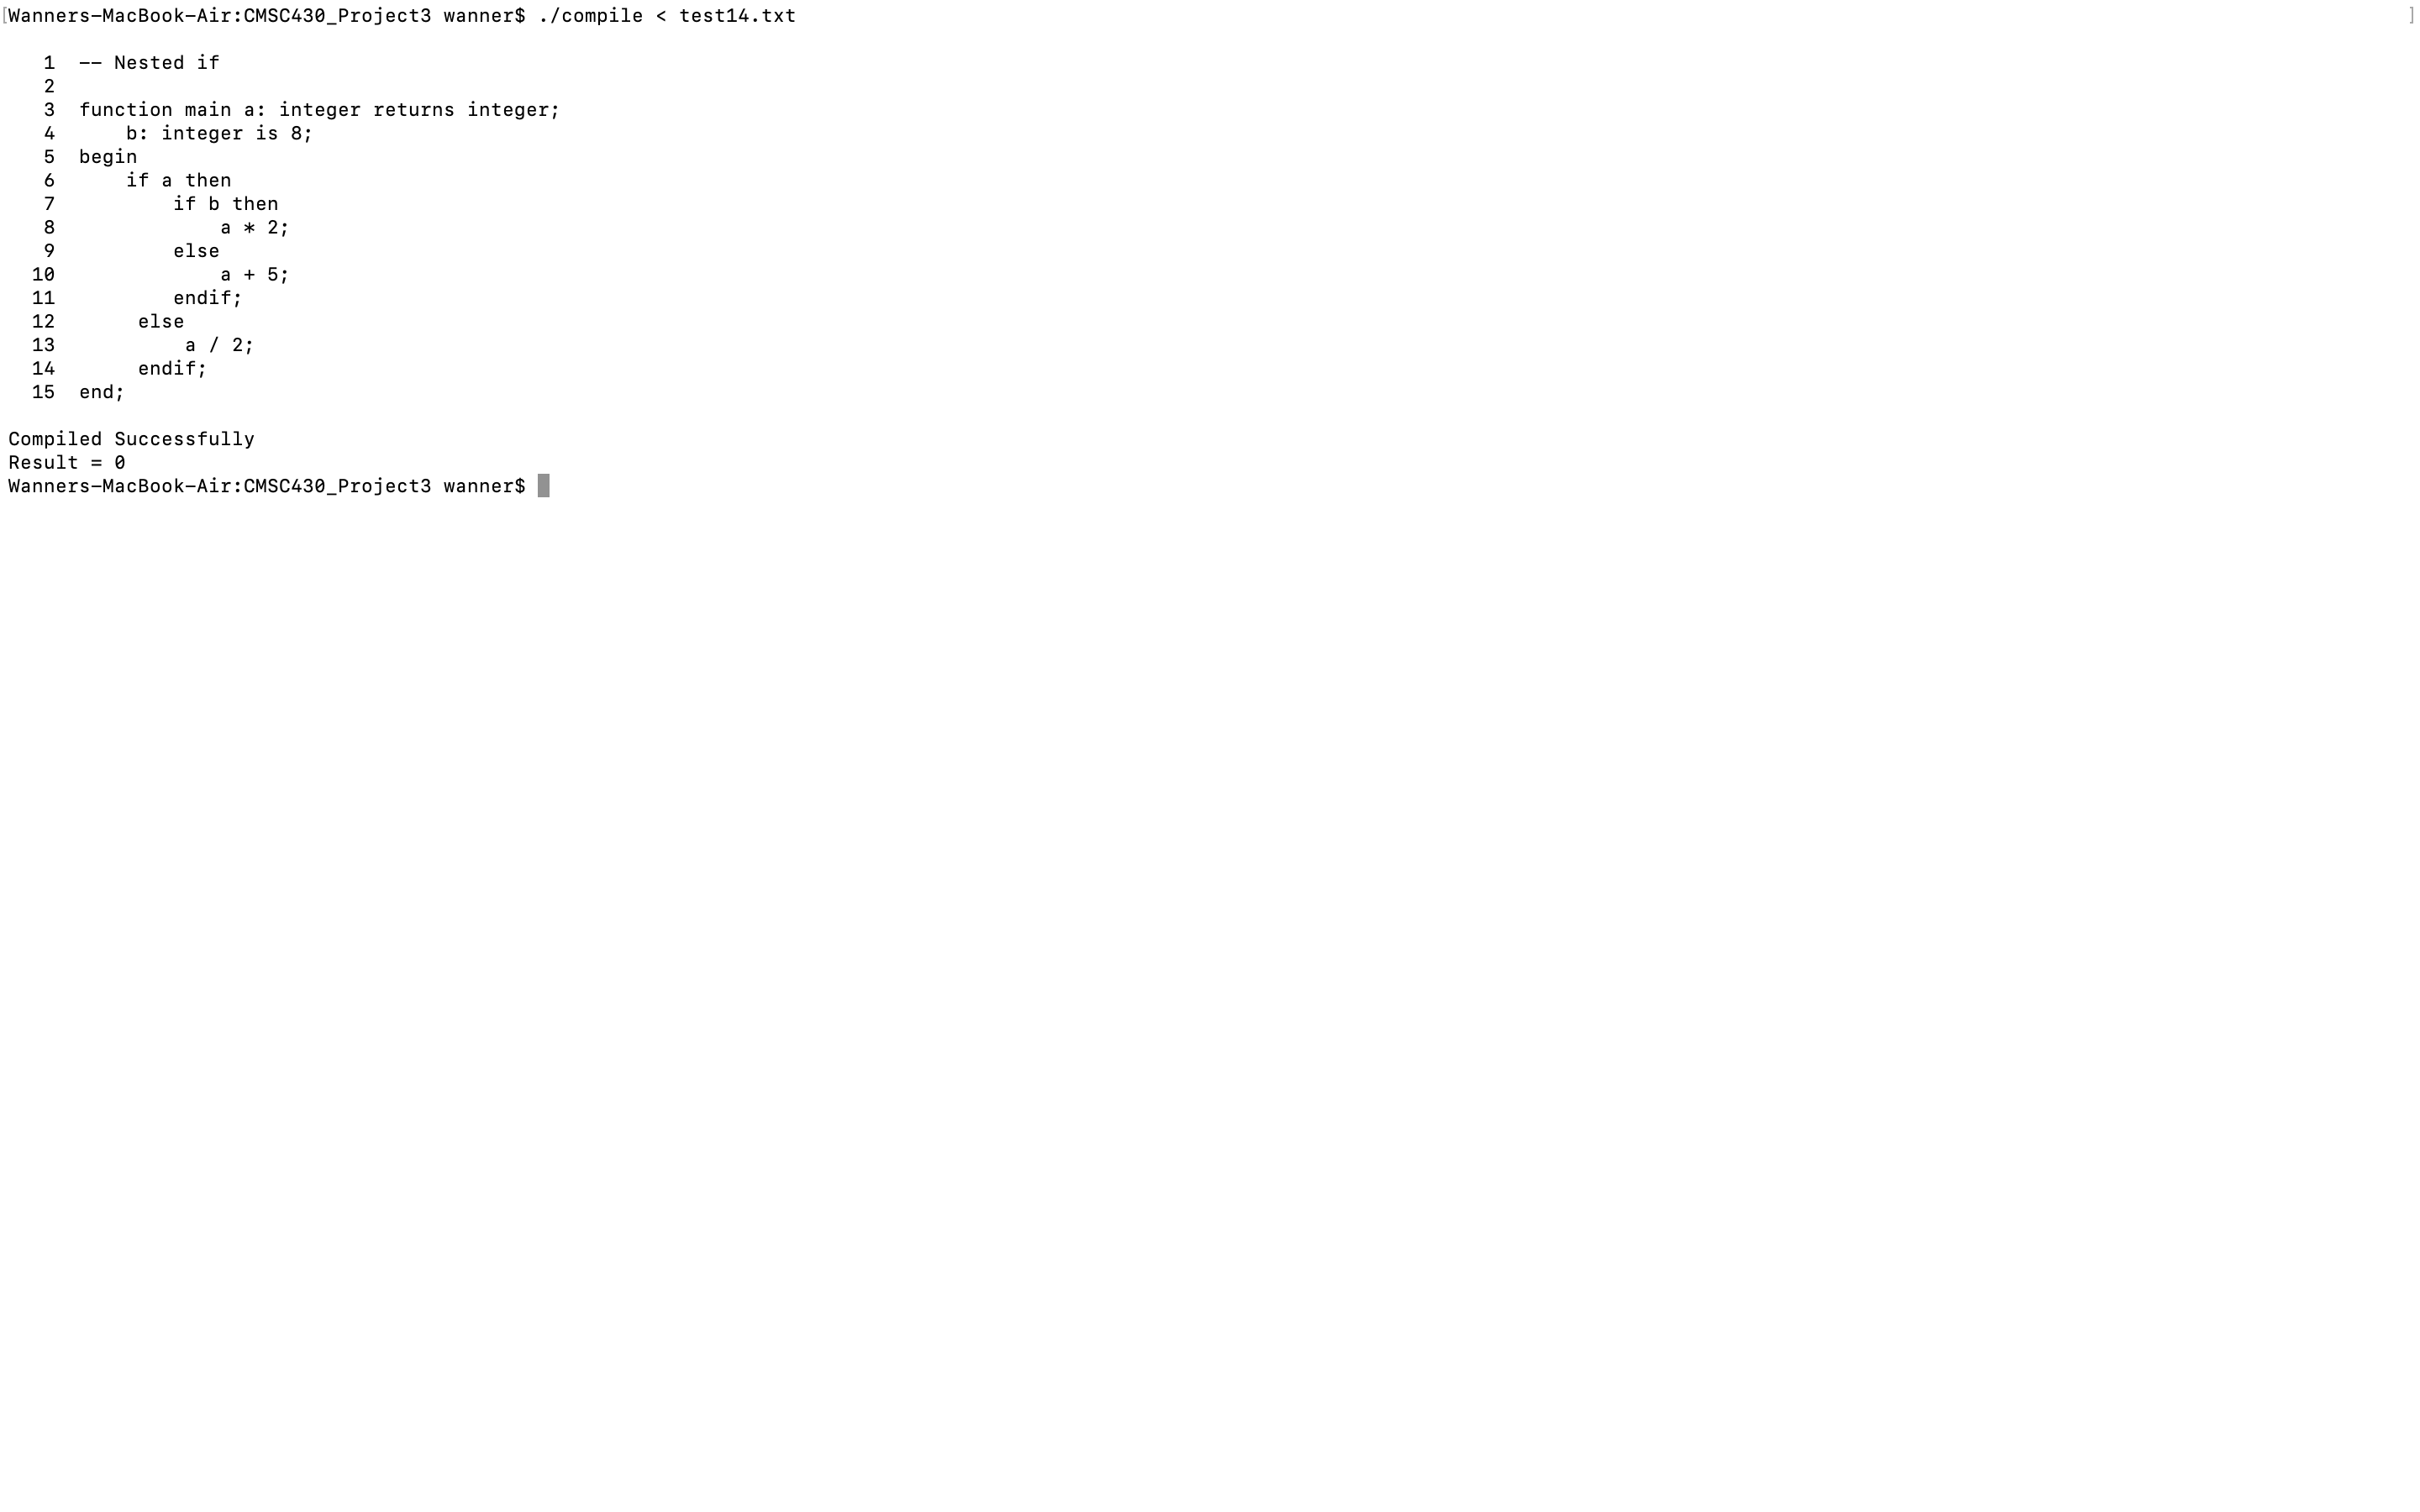 [Wanners-MacBook-Air:CMSC430_Project3 wanner$ ./compile < test14.txt ]
1 -- Nested if
2
3 function main a: integer returns integer;
4     b: integer is 8;
5 begin
6     if a then
7         if b then
8             a * 2;
9         else
10             a + 5;
11         endif;
12      else
13          a / 2;
14      endif;
15 end;
Compiled Successfully
Result = 0
Wanners-MacBook-Air:CMSC430_Project3 wanner$